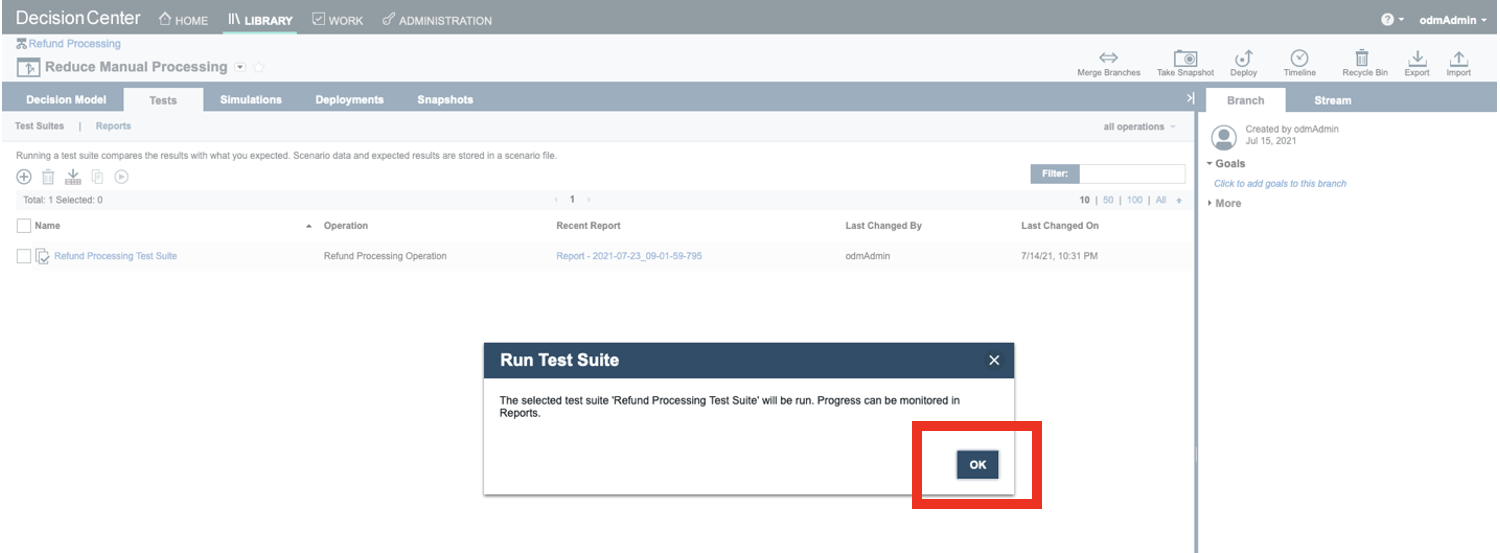 Decision Center HOME LIBRARY WORK ADMINISTRATION ? odmAdmin
Refund Processing
Reduce Manual Processing
Merge Branches Take Snapshot Deploy Timeline Recycle Bin Export Import
Decision Model Tests Simulations Deployments Snapshots
Branch Stream
Test Suites | Reports all operations
Created by odmAdmin
Jul 15, 2021
Running a test suite compares the results with what you expected. Scenario data and expected results are stored in a scenario file.
Goals
Filter:
Click to add goals to this branch
Total: 1 Selected: 0 1 10 | 50 | 100 | All
More
Name Operation Recent Report Last Changed By Last Changed On
Refund Processing Test Suite Refund Processing Operation Report - 2021-07-23_09-01-59-795 odmAdmin 7/14/21, 10:31 PM
Run Test Suite
The selected test suite 'Refund Processing Test Suite' will be run. Progress can be monitored in
Reports.
OK